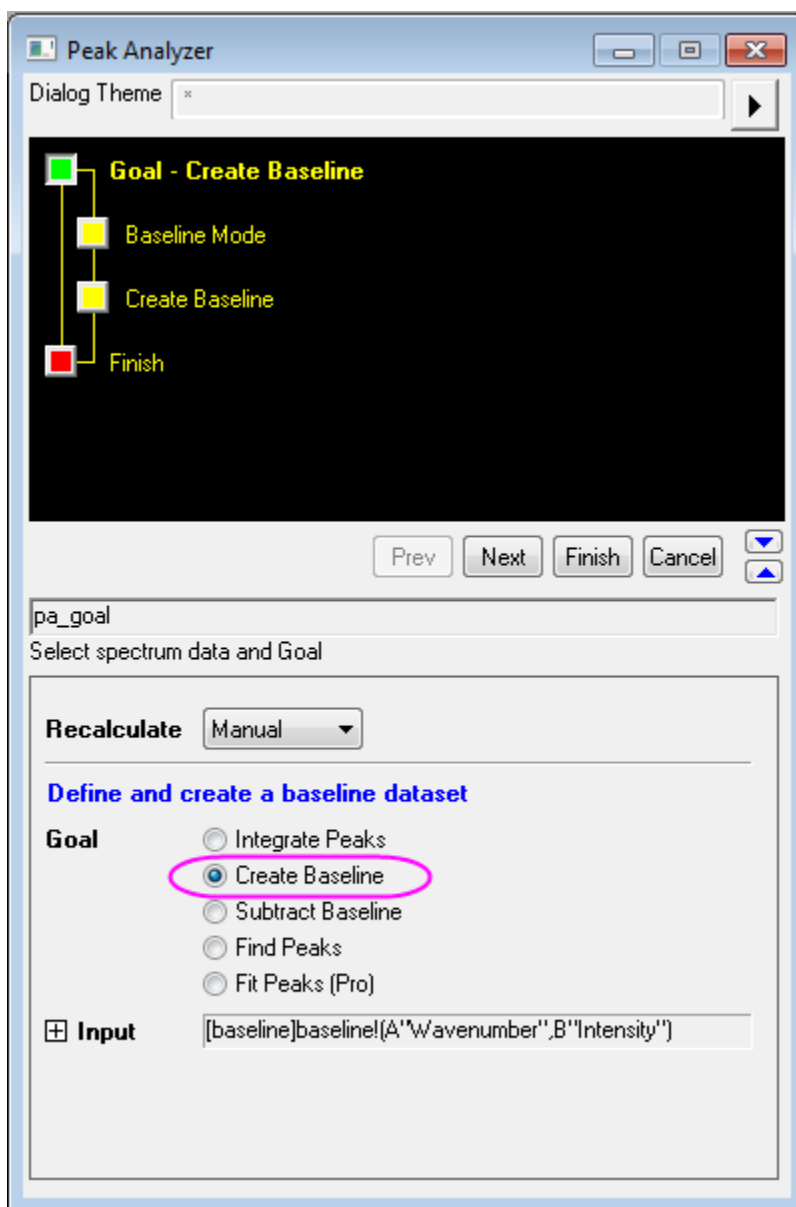 Peak Analyzer
Dialog Theme *
Goal - Create Baseline
Baseline Mode
Create Baseline
Finish
Prev Next Finish Cancel
pa_goal
Select spectrum data and Goal
Recalculate Manual
Define and create a baseline dataset
Goal Integrate Peaks
Create Baseline
Subtract Baseline
Find Peaks
Fit Peaks (Pro)
Input [baseline]baseline!(A"Wavenumber",B"Intensity")